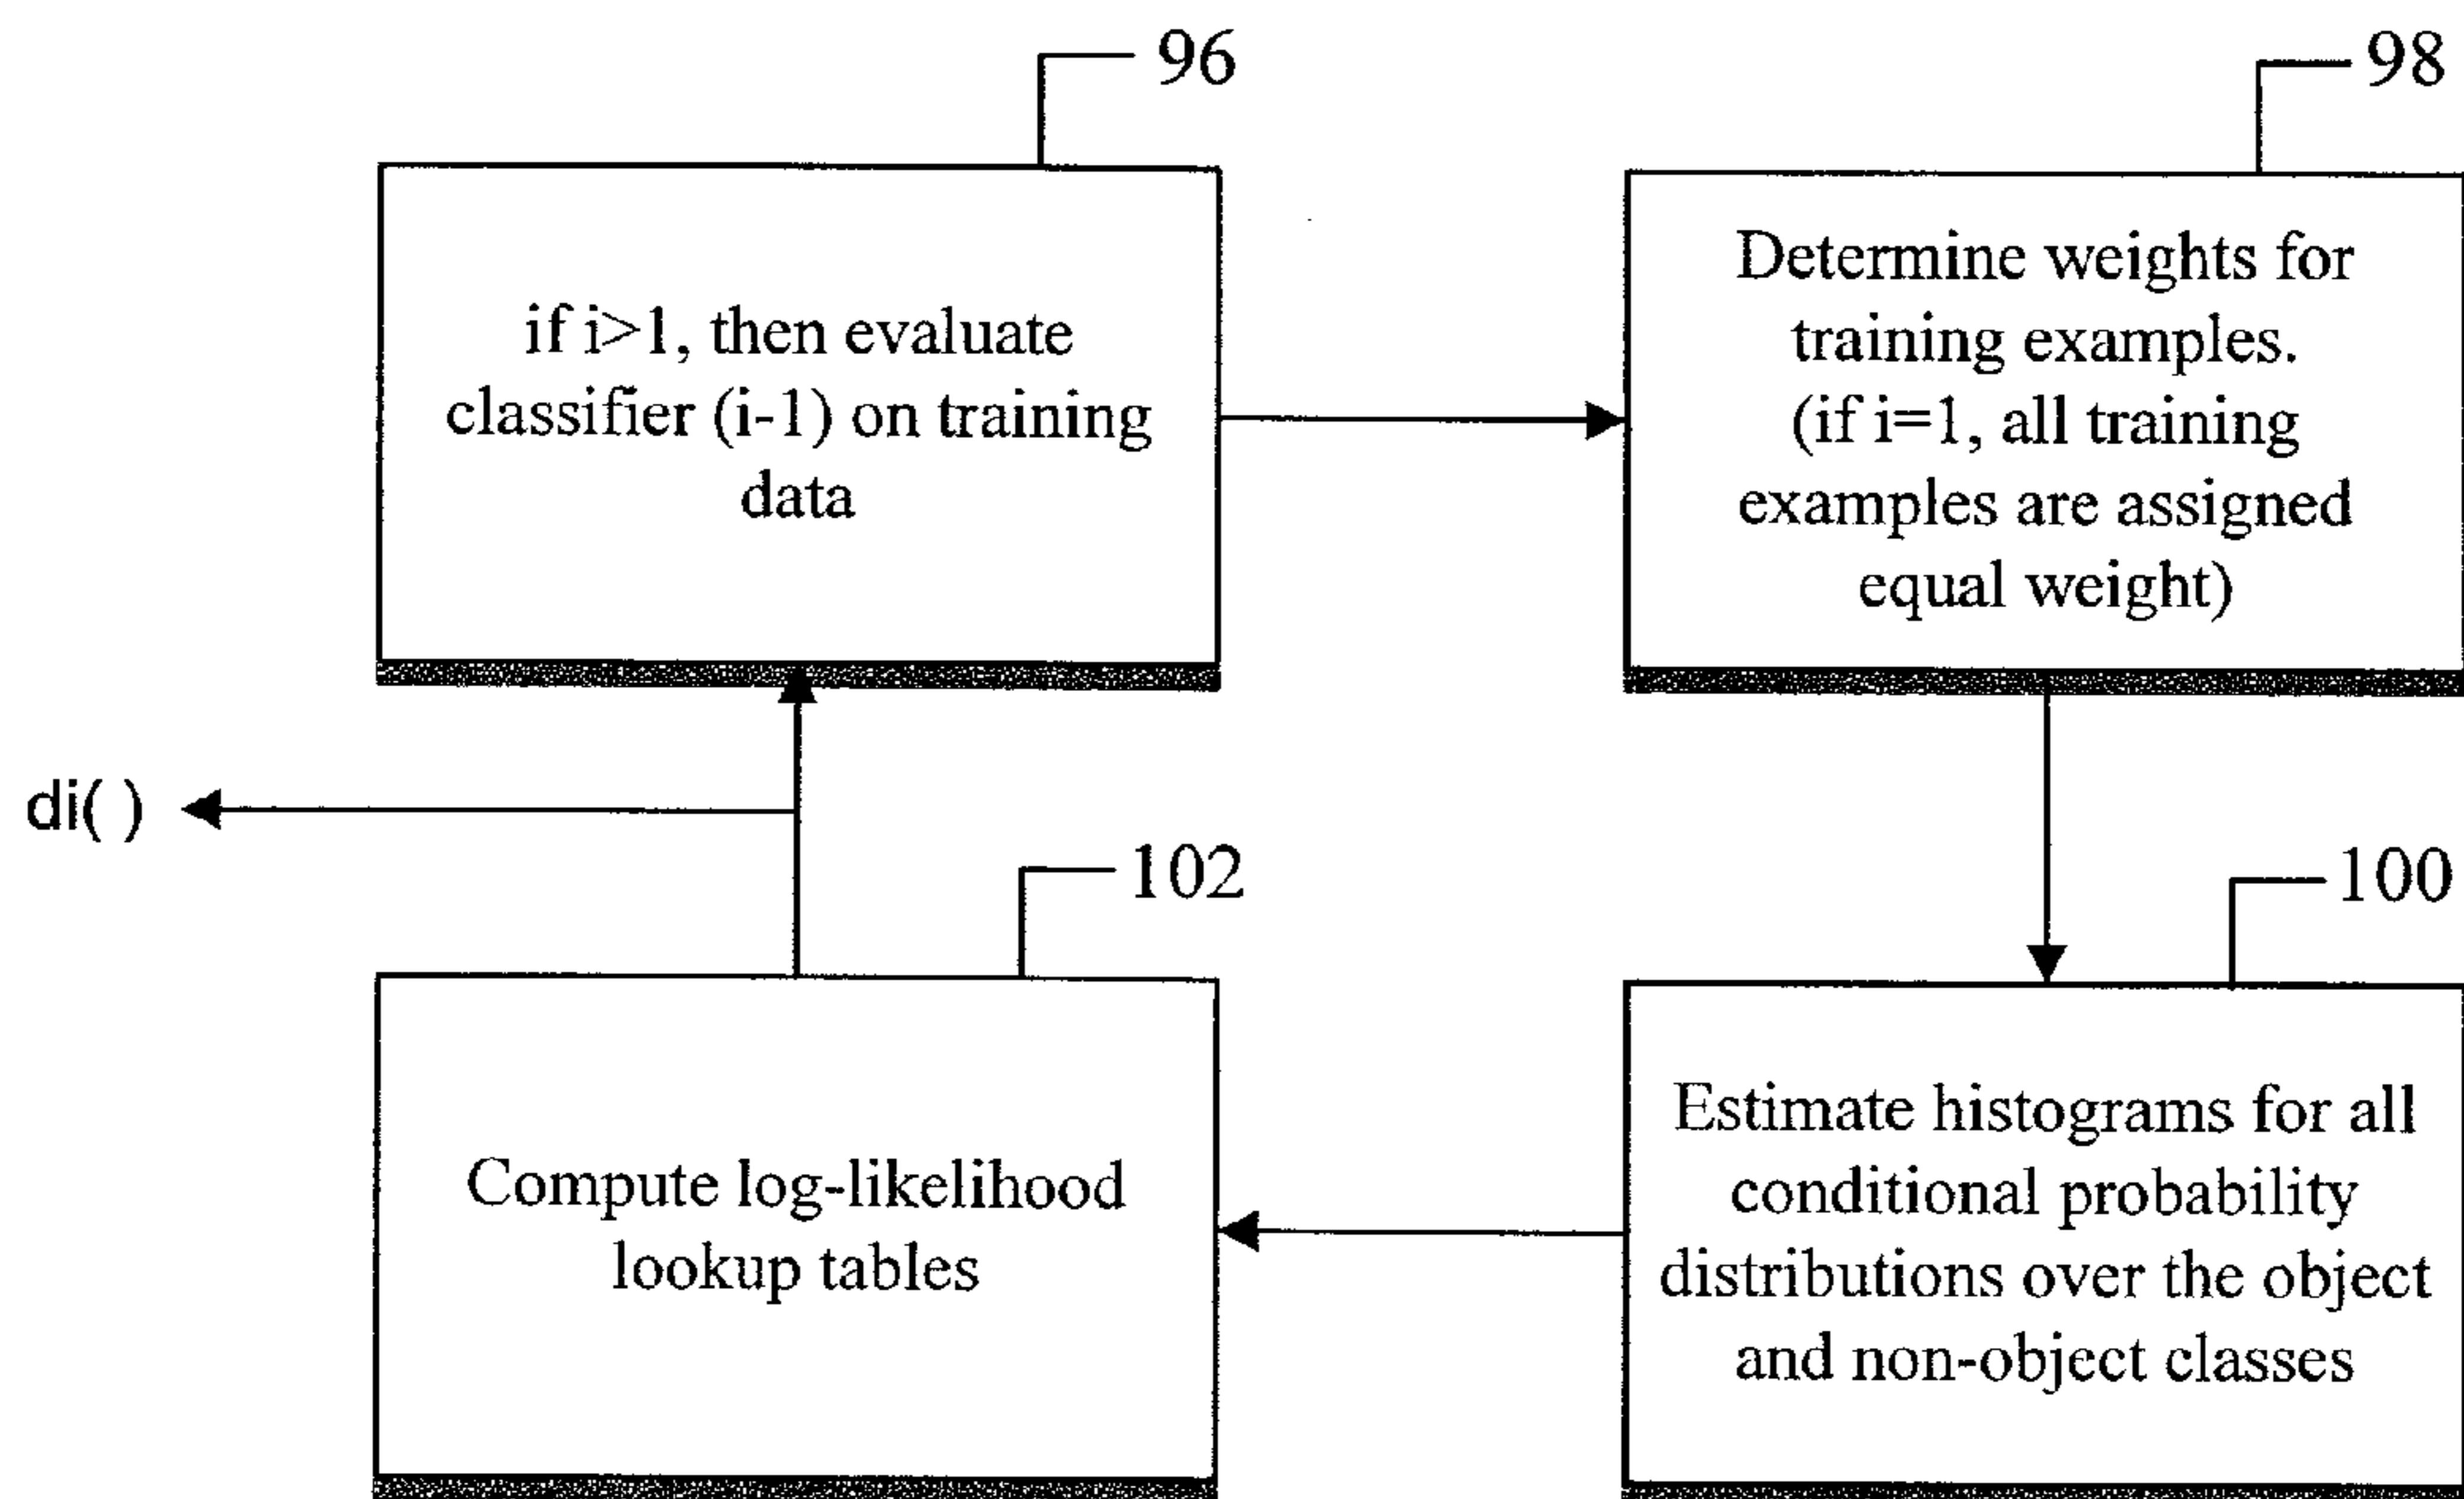 96
if i>1, then evaluate
classifier (i-1) on training
data
98
Determine weights for
training examples.
(if i=1, all training
examples are assigned
equal weight)
di( )
102
Compute log-likelihood
lookup tables
100
Estimate histograms for all
conditional probability
distributions over the object
and non-object classes